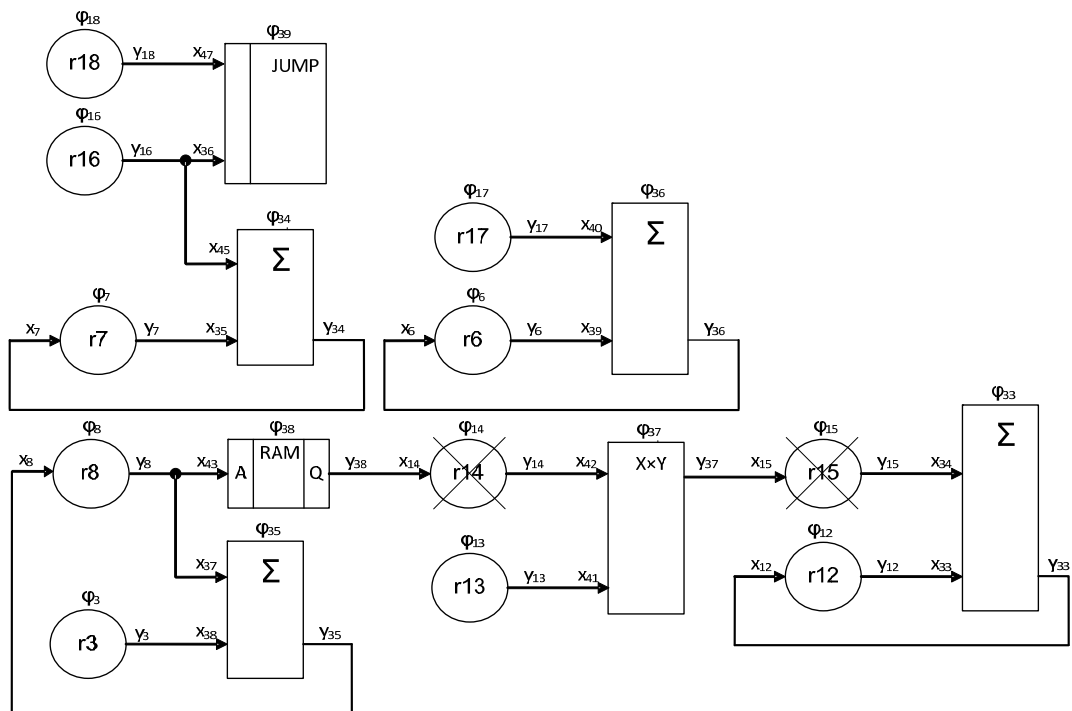 φ18
r18
y18
x47
φ39
JUMP
φ16
r16
y16
x36
φ34
Σ
x45
x7
φ7
r7
y7
x35
y34
φ17
r17
y17
x40
φ36
Σ
x6
φ6
r6
y6
x39
y36
x8
φ8
r8
y8
x43
φ38
A
RAM
Q
y38
x14
φ14
r14
y14
x42
φ37
X×Y
y37
x15
φ15
r15
y15
x34
φ33
Σ
φ35
Σ
x37
φ3
r3
y3
x38
y35
φ13
r13
y13
x41
x12
φ12
r12
y12
x33
y33